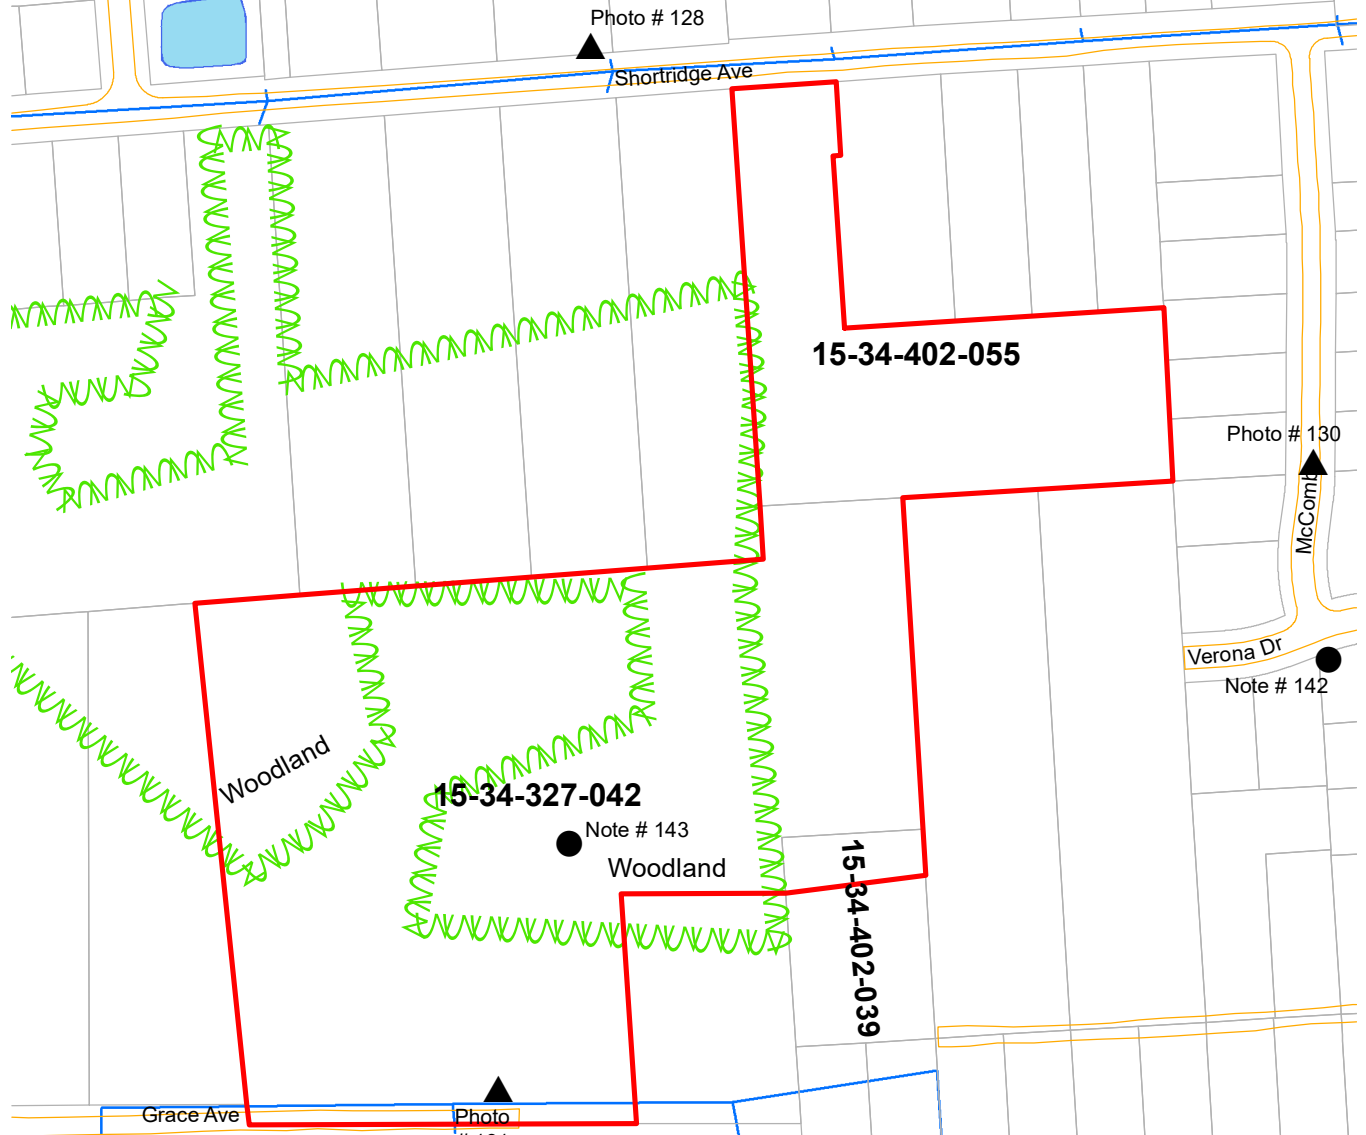 Photo # 128
Shortridge Ave
15-34-402-055
Photo # 130
McComb
Verona Dr
Note # 142
Woodland
15-34-327-042
Note # 143
Woodland
15-34-402-039
Grace Ave
Photo